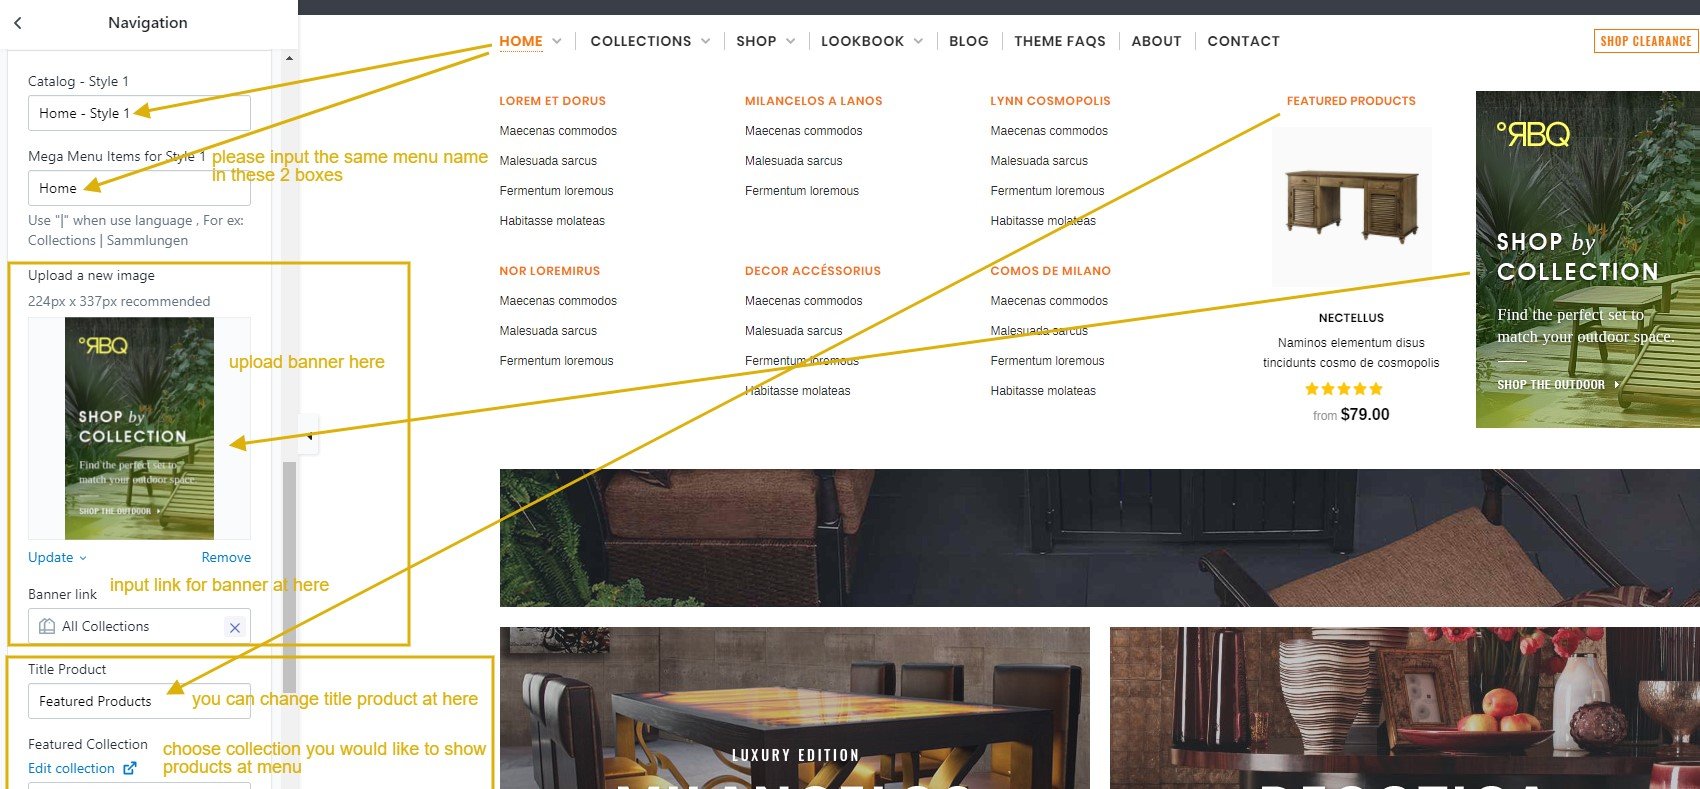 Navigation
Catalog - Style 1
Home - Style 1
Mega Menu Items for Style 1
please input the same menu name
in these 2 boxes
Home
Use "|" when use language , For ex:
Collections | Sammlungen
Upload a new image
224px x 337px recommended
°ЯBQ
upload banner here
SHOP by
COLLECTION
Find the perfect set to
match your outdoor space.
SHOP THE OUTDOOR
Update
Remove
input link for banner at here
Banner link
All Collections
Title Product
Featured Products
you can change title product at here
Featured Collection
choose collection you would like to show
products at menu
Edit collection
HOME
COLLECTIONS
SHOP
LOOKBOOK
BLOG
THEME FAQS
ABOUT
CONTACT
SHOP CLEARANCE
LOREM ET DORUS
Maecenas commodos
Malesuada sarcus
Fermentum loremous
Habitasse molateas
MILANCELOS A LANOS
Maecenas commodos
Malesuada sarcus
Fermentum loremous
LYNN COSMOPOLIS
Maecenas commodos
Malesuada sarcus
Fermentum loremous
Habitasse molateas
NOR LOREMIRUS
Maecenas commodos
Malesuada sarcus
Fermentum loremous
DECOR ACCÉSSORIUS
Maecenas commodos
Malesuada sarcus
Fermentum loremous
Habitasse molateas
COMOS DE MILANO
Maecenas commodos
Malesuada sarcus
Fermentum loremous
Habitasse molateas
FEATURED PRODUCTS
NECTELLUS
Naminos elementum disus
tincidunts cosmo de cosmopolis
from $79.00
°ЯBQ
SHOP by
COLLECTION
Find the perfect set to
match your outdoor space.
SHOP THE OUTDOOR
LUXURY EDITION